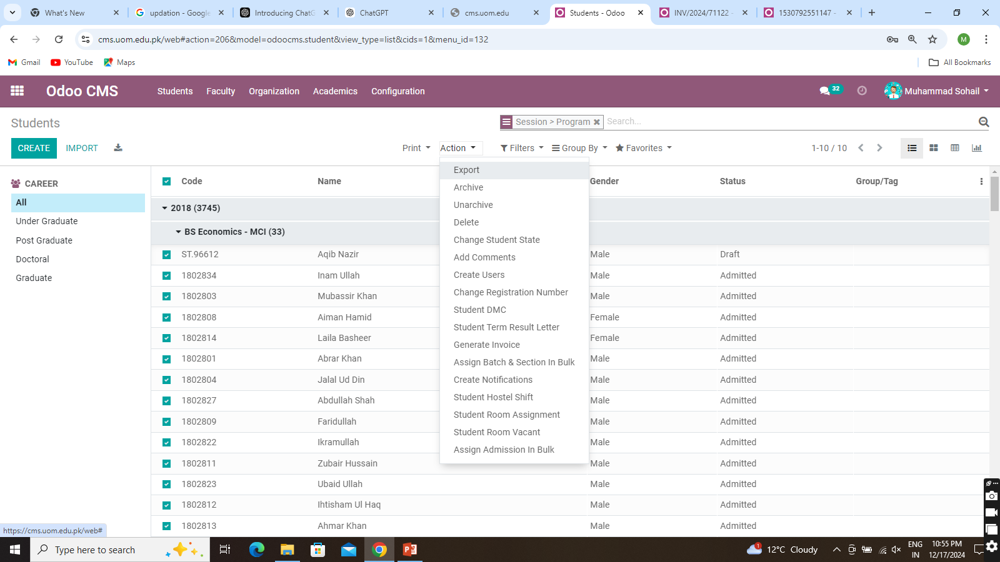 What's New
updation - Google
Introducing ChatG
ChatGPT
cms.uom.edu
Students - Odoo
INV/2024/71122 -
1530792551147 -
cms.uom.edu.pk/web#action=206&model=odoocms.student&view_type=list&cids=1&menu_id=132
M
Gmail
YouTube
Maps
All Bookmarks
Odoo CMS
Students
Faculty
Organization
Academics
Configuration
32
Muhammad Sohail
Students
Session > Program
Search...
CREATE
IMPORT
Print
Action
Filters
Group By
Favorites
1-10 / 10
CAREER
All
Under Graduate
Post Graduate
Doctoral
Graduate
Code Name Gender Status Group/Tag
2018 (3745)
BS Economics - MCI (33)
ST.96612 Aqib Nazir Male Draft
1802834 Inam Ullah Male Admitted
1802803 Mubassir Khan Male Admitted
1802808 Aiman Hamid Female Admitted
1802814 Laila Basheer Female Admitted
1802801 Abrar Khan Male Admitted
1802804 Jalal Ud Din Male Admitted
1802827 Abdullah Shah Male Admitted
1802809 Faridullah Male Admitted
1802822 Ikramullah Male Admitted
1802811 Zubair Hussain Male Admitted
1802823 Ubaid Ullah Male Admitted
1802812 Ihtisham Ul Haq Male Admitted
1802813 Ahmar Khan Male Admitted
Export
Archive
Unarchive
Delete
Change Student State
Add Comments
Create Users
Change Registration Number
Student DMC
Student Term Result Letter
Generate Invoice
Assign Batch & Section In Bulk
Create Notifications
Student Hostel Shift
Student Room Assignment
Student Room Vacant
Assign Admission In Bulk
https://cms.uom.edu.pk/web#
Type here to search
1
12°C Cloudy
ENG
IN
10:55 PM
12/17/2024